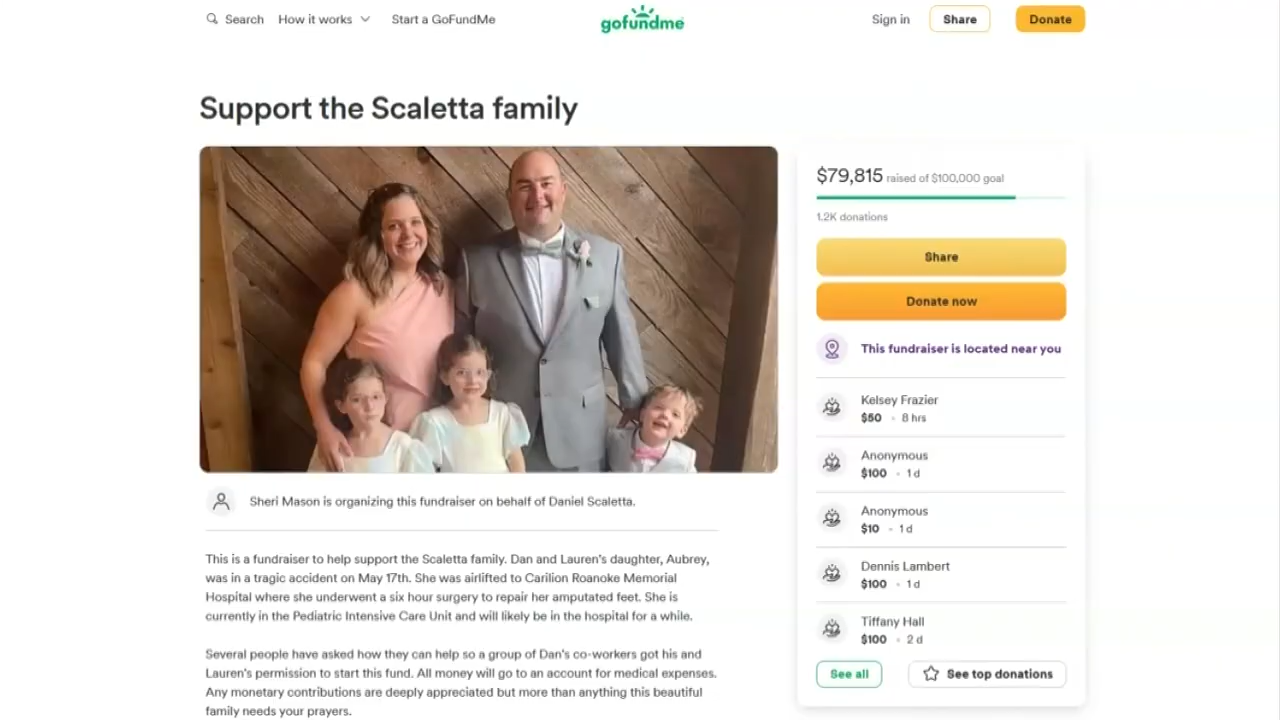 Search How it works Start a GoFundMe gofundme Sign in Share Donate
Support the Scaletta family
$79,815 raised of $100,000 goal
1.2K donations
Share
Donate now
This fundraiser is located near you
Kelsey Frazier
$50 • 8 hrs
Anonymous
$100 • 1 d
Anonymous
$10 • 1 d
Dennis Lambert
$100 • 1 d
Tiffany Hall
$100 • 2 d
See all See top donations
Sheri Mason is organizing this fundraiser on behalf of Daniel Scaletta.
This is a fundraiser to help support the Scaletta family. Dan and Lauren's daughter, Aubrey,
was in a tragic accident on May 17th. She was airlifted to Carilion Roanoke Memorial
Hospital where she underwent a six hour surgery to repair her amputated feet. She is
currently in the Pediatric Intensive Care Unit and will likely be in the hospital for a while.
Several people have asked how they can help so a group of Dan's co-workers got his and
Lauren's permission to start this fund. All money will go to an account for medical expenses.
Any monetary contributions are deeply appreciated but more than anything this beautiful
family needs your prayers.